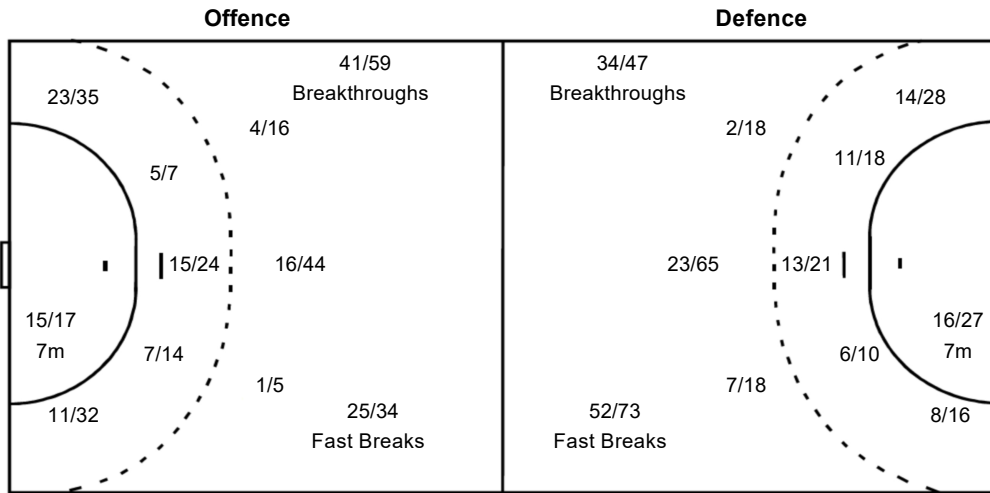 Offence
Defence
41/59
Breakthroughs
34/47
Breakthroughs
23/35
14/28
4/16
2/18
5/7
11/18
15/24
16/44
23/65
13/21
15/17
7m
16/27
7m
7/14
6/10
1/5
7/18
11/32
25/34
Fast Breaks
52/73
Fast Breaks
8/16